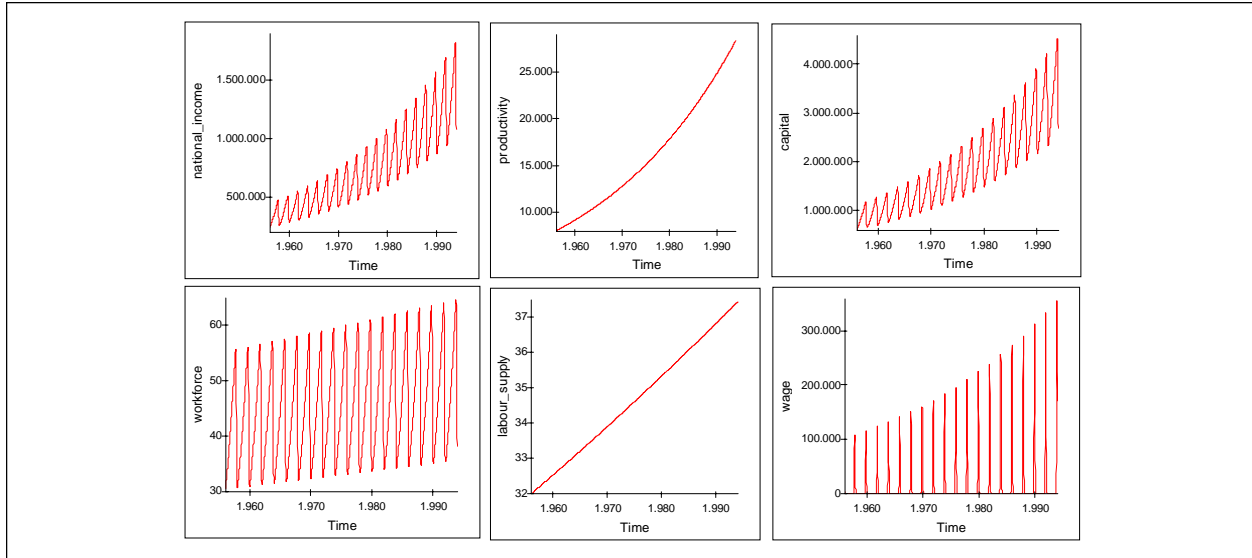 national_income
1.500.000
1.000.000
500.000
1.960 1.970 1.980 1.990
Time
productivity
25.000
20.000
15.000
10.000
1.960 1.970 1.980 1.990
Time
capital
4.000.000
3.000.000
2.000.000
1.000.000
1.960 1.970 1.980 1.990
Time
workforce
60
50
40
30
1.960 1.970 1.980 1.990
Time
labour_supply
37
36
35
34
33
32
1.960 1.970 1.980 1.990
Time
wage
300.000
200.000
100.000
0
1.960 1.970 1.980 1.990
Time